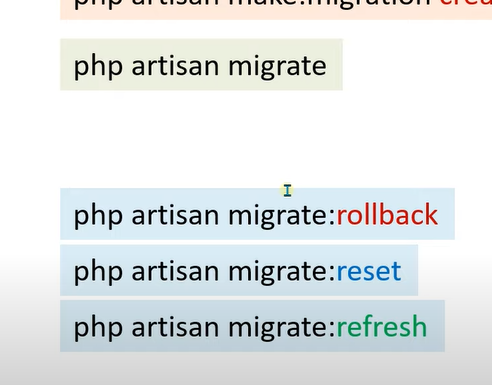 php artisan make:migration crea
php artisan migrate
php artisan migrate:rollback
php artisan migrate:reset
php artisan migrate:refresh